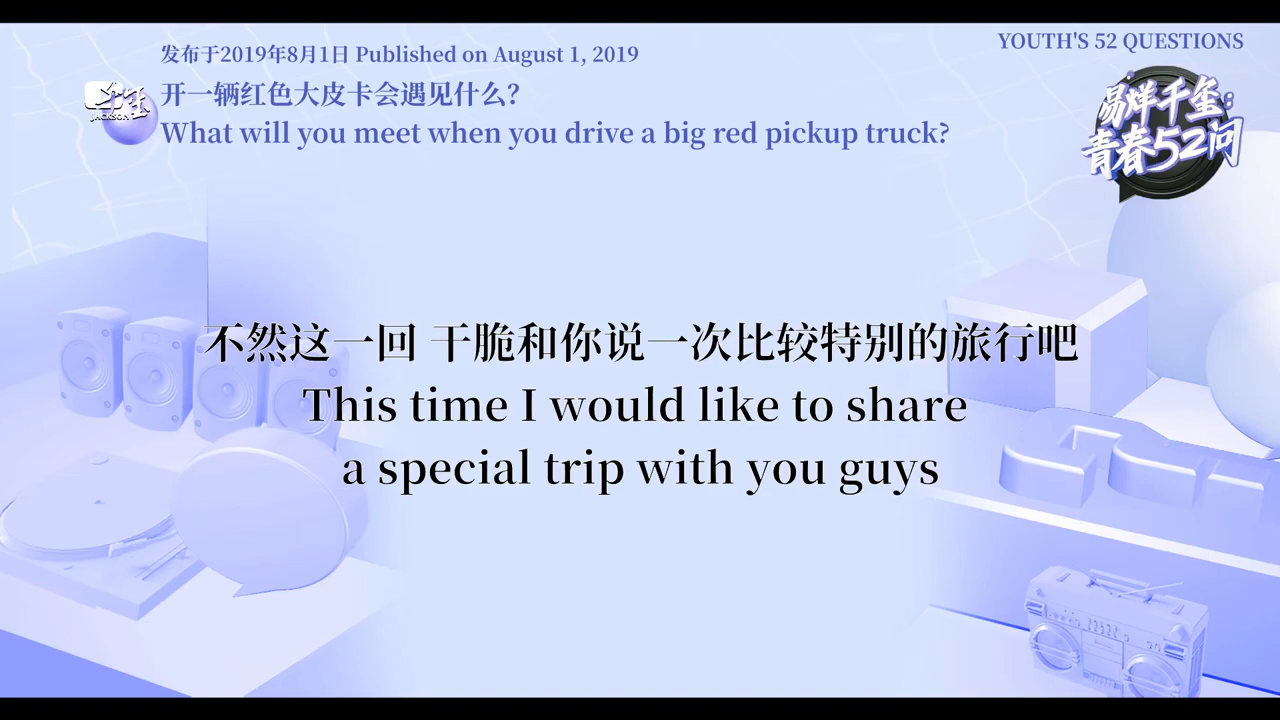 发布于2019年8月1日 Published on August 1, 2019
YOUTH'S 52 QUESTIONS
开一辆红色大皮卡会遇见什么?
What will you meet when you drive a big red pickup truck?
千玺
JACKSON
易烊千玺:
青春52问
不然这一回 干脆和你说一次比较特别的旅行吧
This time I would like to share
a special trip with you guys